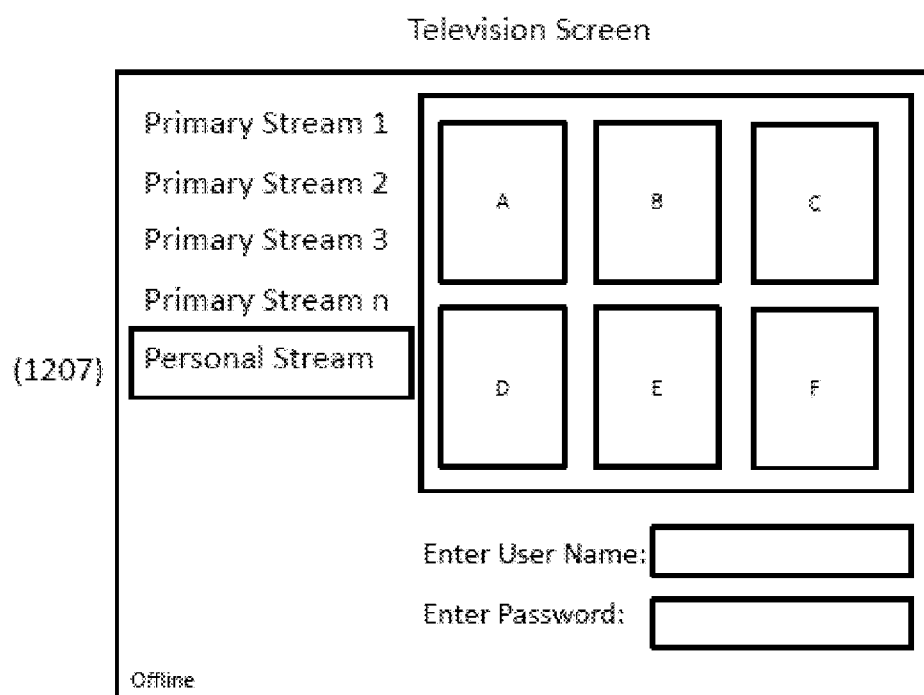 Television Screen
Primary Stream 1
Primary Stream 2
Primary Stream 3
Primary Stream n
(1207)
Personal Stream
A
B
C
D
E
F
Enter User Name:
Enter Password:
Offline